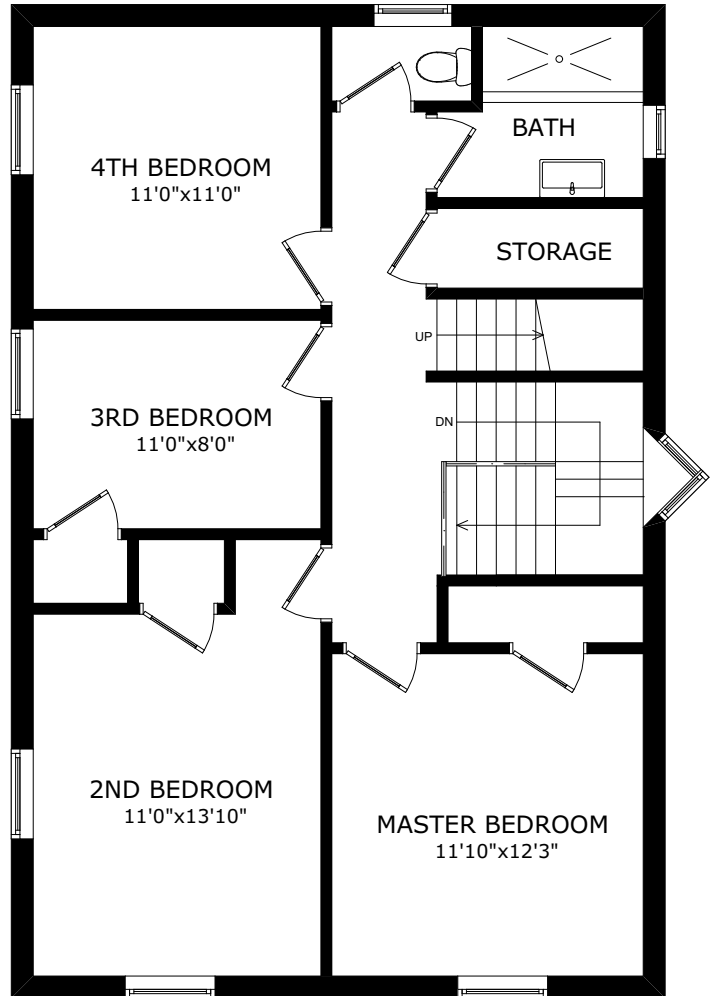 BATH
4TH BEDROOM
11'0"x11'0"
STORAGE
UP
3RD BEDROOM
11'0"x8'0"
DN
2ND BEDROOM
11'0"x13'10"
MASTER BEDROOM
11'10"x12'3"